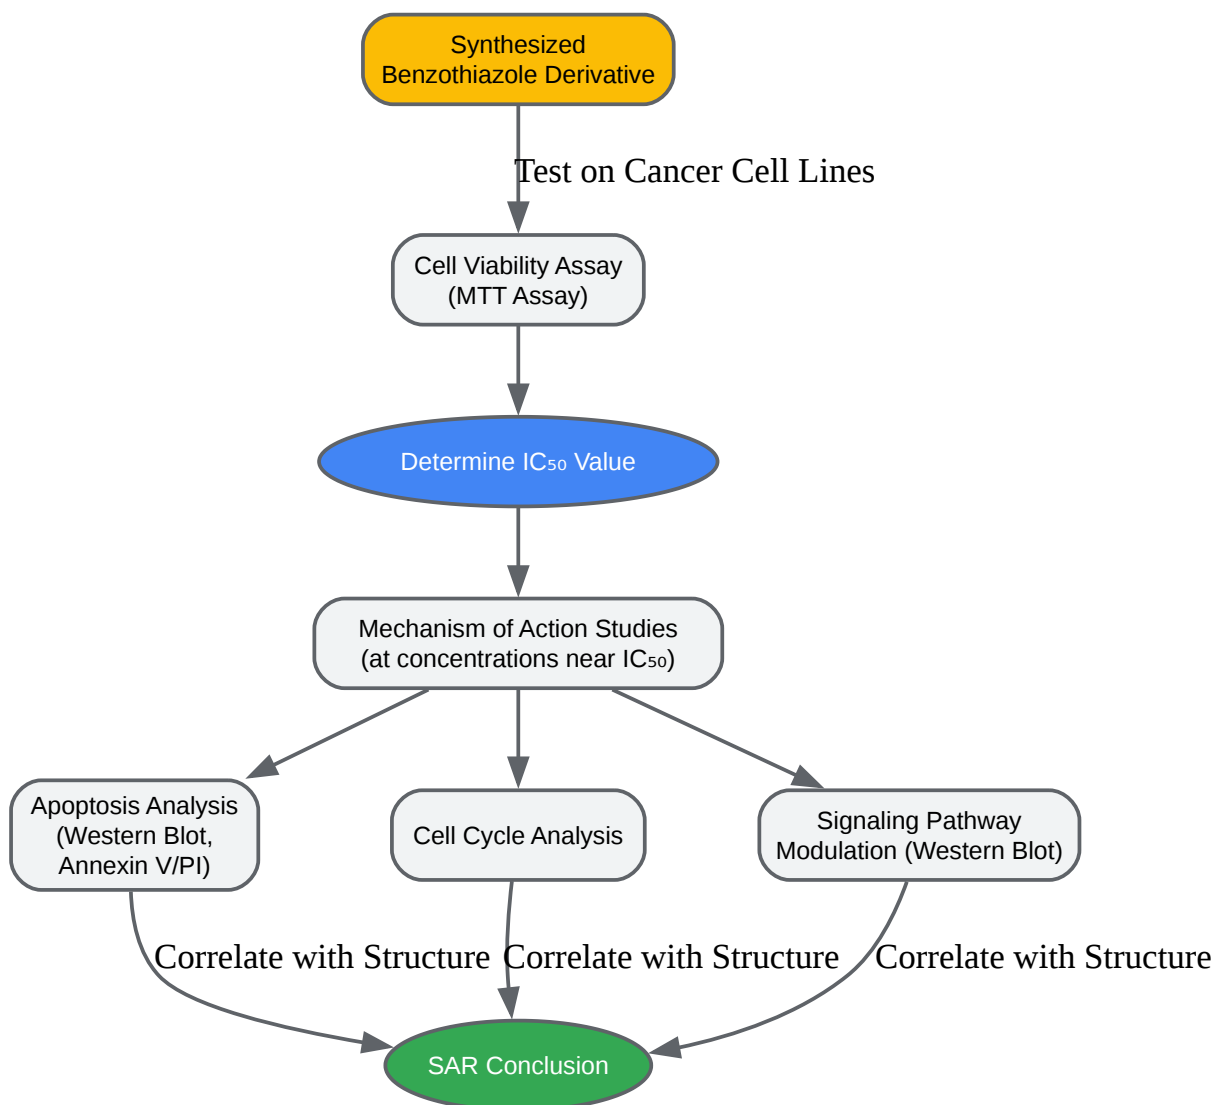 Synthesized
Benzothiazole Derivative
Test on Cancer Cell Lines
Cell Viability Assay
(MTT Assay)
Determine IC₅₀ Value
Mechanism of Action Studies
(at concentrations near IC₅₀)
Apoptosis Analysis
(Western Blot,
Annexin V/PI)
Cell Cycle Analysis
Signaling Pathway
Modulation (Western Blot)
Correlate with Structure
Correlate with Structure
Correlate with Structure
SAR Conclusion